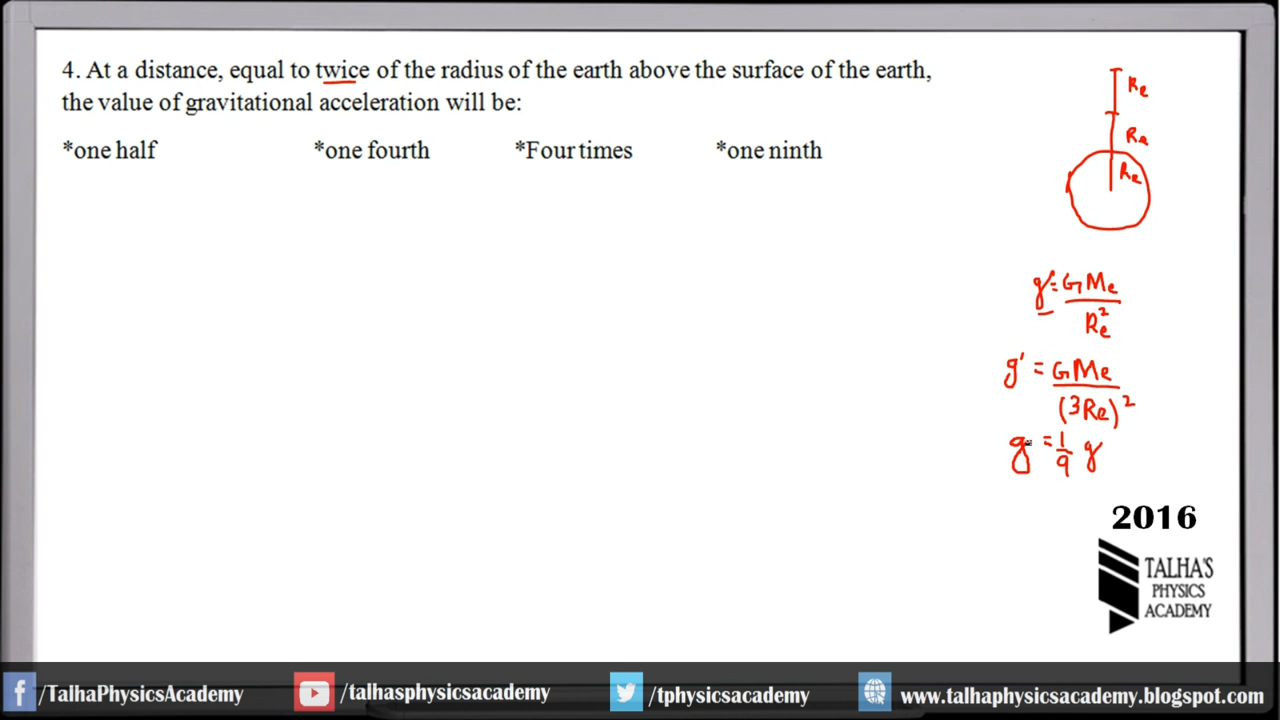 4. At a distance, equal to twice of the radius of the earth above the surface of the earth,
the value of gravitational acceleration will be:
*one half *one fourth *Four times *one ninth
Re
Re
Re
g = GMe
Re²
g' = GMe
(3Re)²
g = 1/9 g
2016
TALHA'S
PHYSICS
ACADEMY
/TalhaPhysicsAcademy /talhasphysicsacademy /tphysicsacademy www.talhaphysicsacademy.blogspot.com